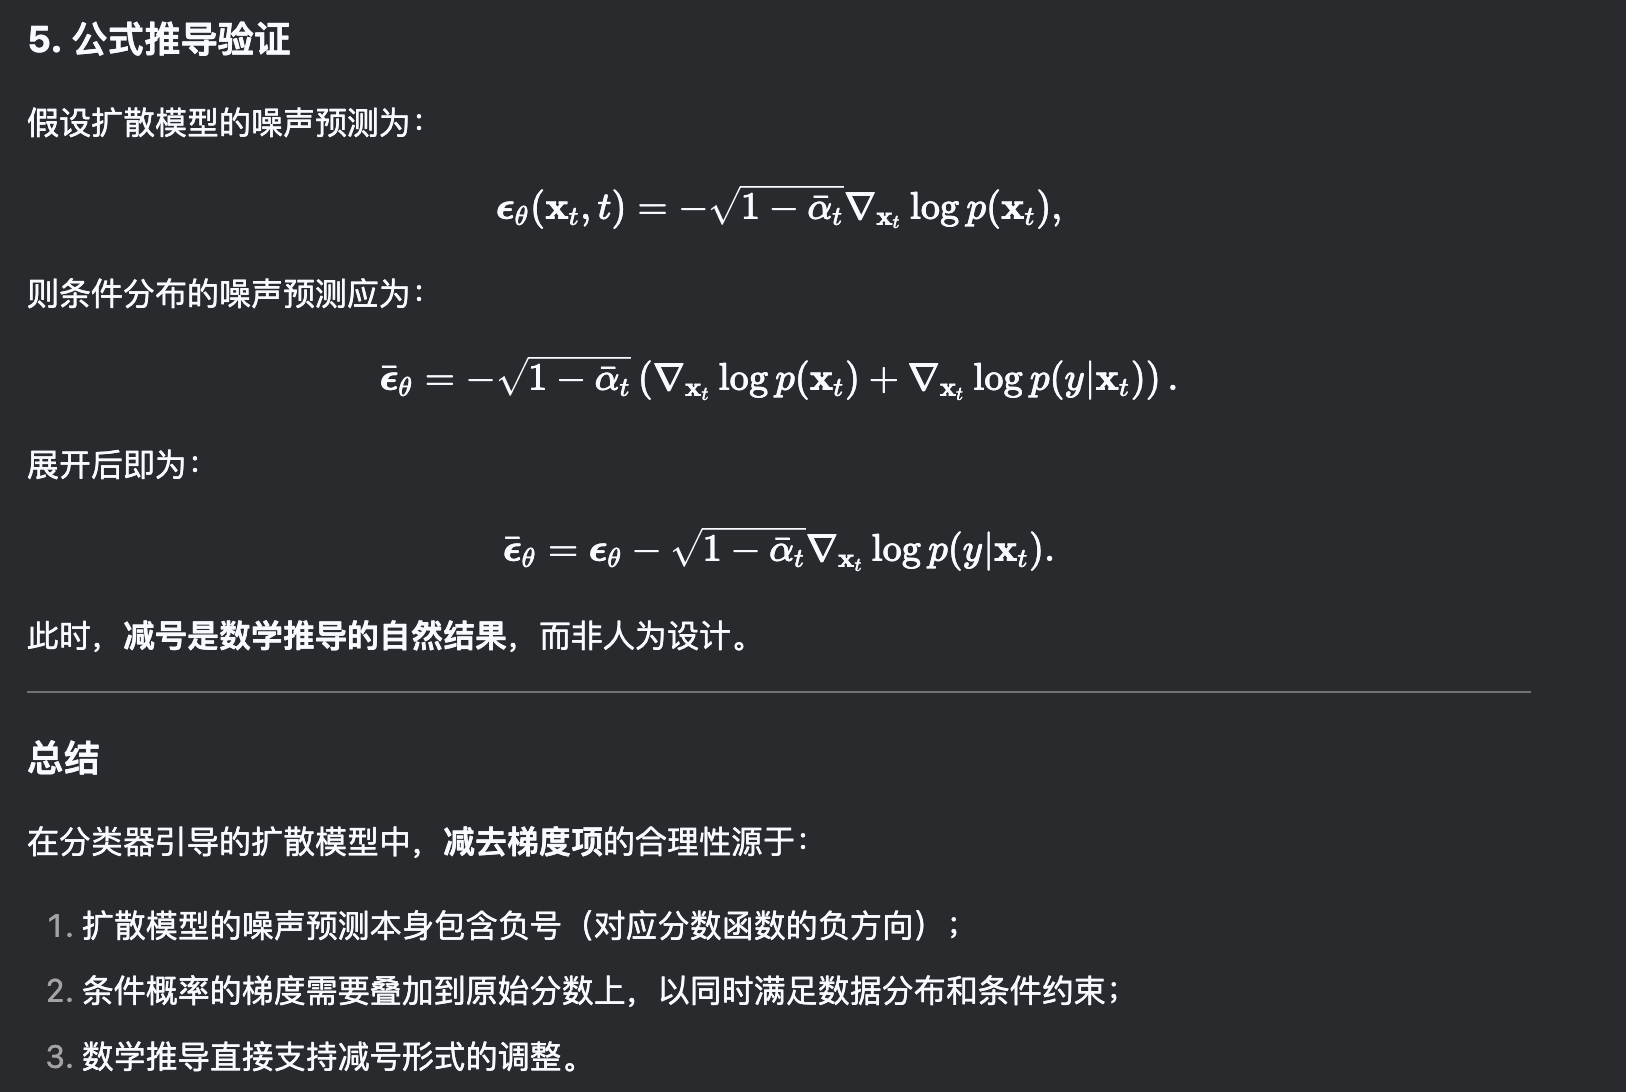 5. 公式推导验证
假设扩散模型的噪声预测为：
$$\boldsymbol{\epsilon}_\theta(\mathbf{x}_t, t) = -\sqrt{1 - \bar{\alpha}_t} \nabla_{\mathbf{x}_t} \log p(\mathbf{x}_t),$$
则条件分布的噪声预测应为：
$$\bar{\boldsymbol{\epsilon}}_\theta = -\sqrt{1 - \bar{\alpha}_t} \left( \nabla_{\mathbf{x}_t} \log p(\mathbf{x}_t) + \nabla_{\mathbf{x}_t} \log p(y|\mathbf{x}_t) \right).$$
展开后即为：
$$\bar{\boldsymbol{\epsilon}}_\theta = \boldsymbol{\epsilon}_\theta - \sqrt{1 - \bar{\alpha}_t} \nabla_{\mathbf{x}_t} \log p(y|\mathbf{x}_t).$$
此时，减号是数学推导的自然结果，而非人为设计。
总结
在分类器引导的扩散模型中，减去梯度项的合理性源于：
1. 扩散模型的噪声预测本身包含负号（对应分数函数的负方向）；
2. 条件概率的梯度需要叠加到原始分数上，以同时满足数据分布和条件约束；
3. 数学推导直接支持减号形式的调整。